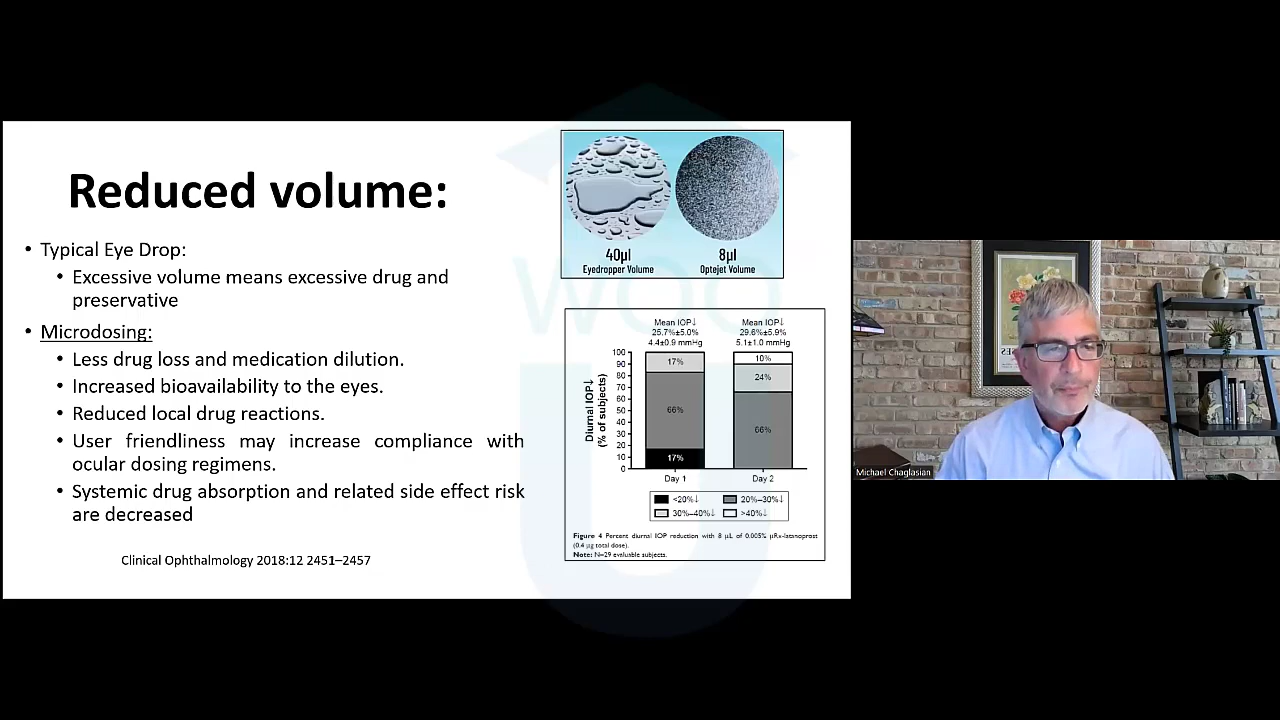 Reduced volume:
• Typical Eye Drop:
• Excessive volume means excessive drug and
preservative
• Microdosing:
• Less drug loss and medication dilution.
• Increased bioavailability to the eyes.
• Reduced local drug reactions.
• User friendliness may increase compliance with
ocular dosing regimens.
• Systemic drug absorption and related side effect risk
are decreased
Clinical Ophthalmology 2018:12 2451–2457
40µl
Eyedropper Volume
8µl
Optejet Volume
Mean IOP↓
25.7%±5.0%
4.4±0.9 mmHg
Mean IOP↓
29.6%±5.9%
5.1±1.0 mmHg
Diurnal IOP↓
(% of subjects)
100
90
80
70
60
50
40
30
20
10
0
17%
66%
17%
10%
24%
66%
Day 1
Day 2
<20%↓
20%–30%↓
30%–40%↓
>40%↓
Figure 4 Percent diurnal IOP reduction with 8 µL of 0.005% µRx-latanoprost
(0.4 µg total dose).
Note: N=29 evaluable subjects.
WOO
U
Michael Chaglasian